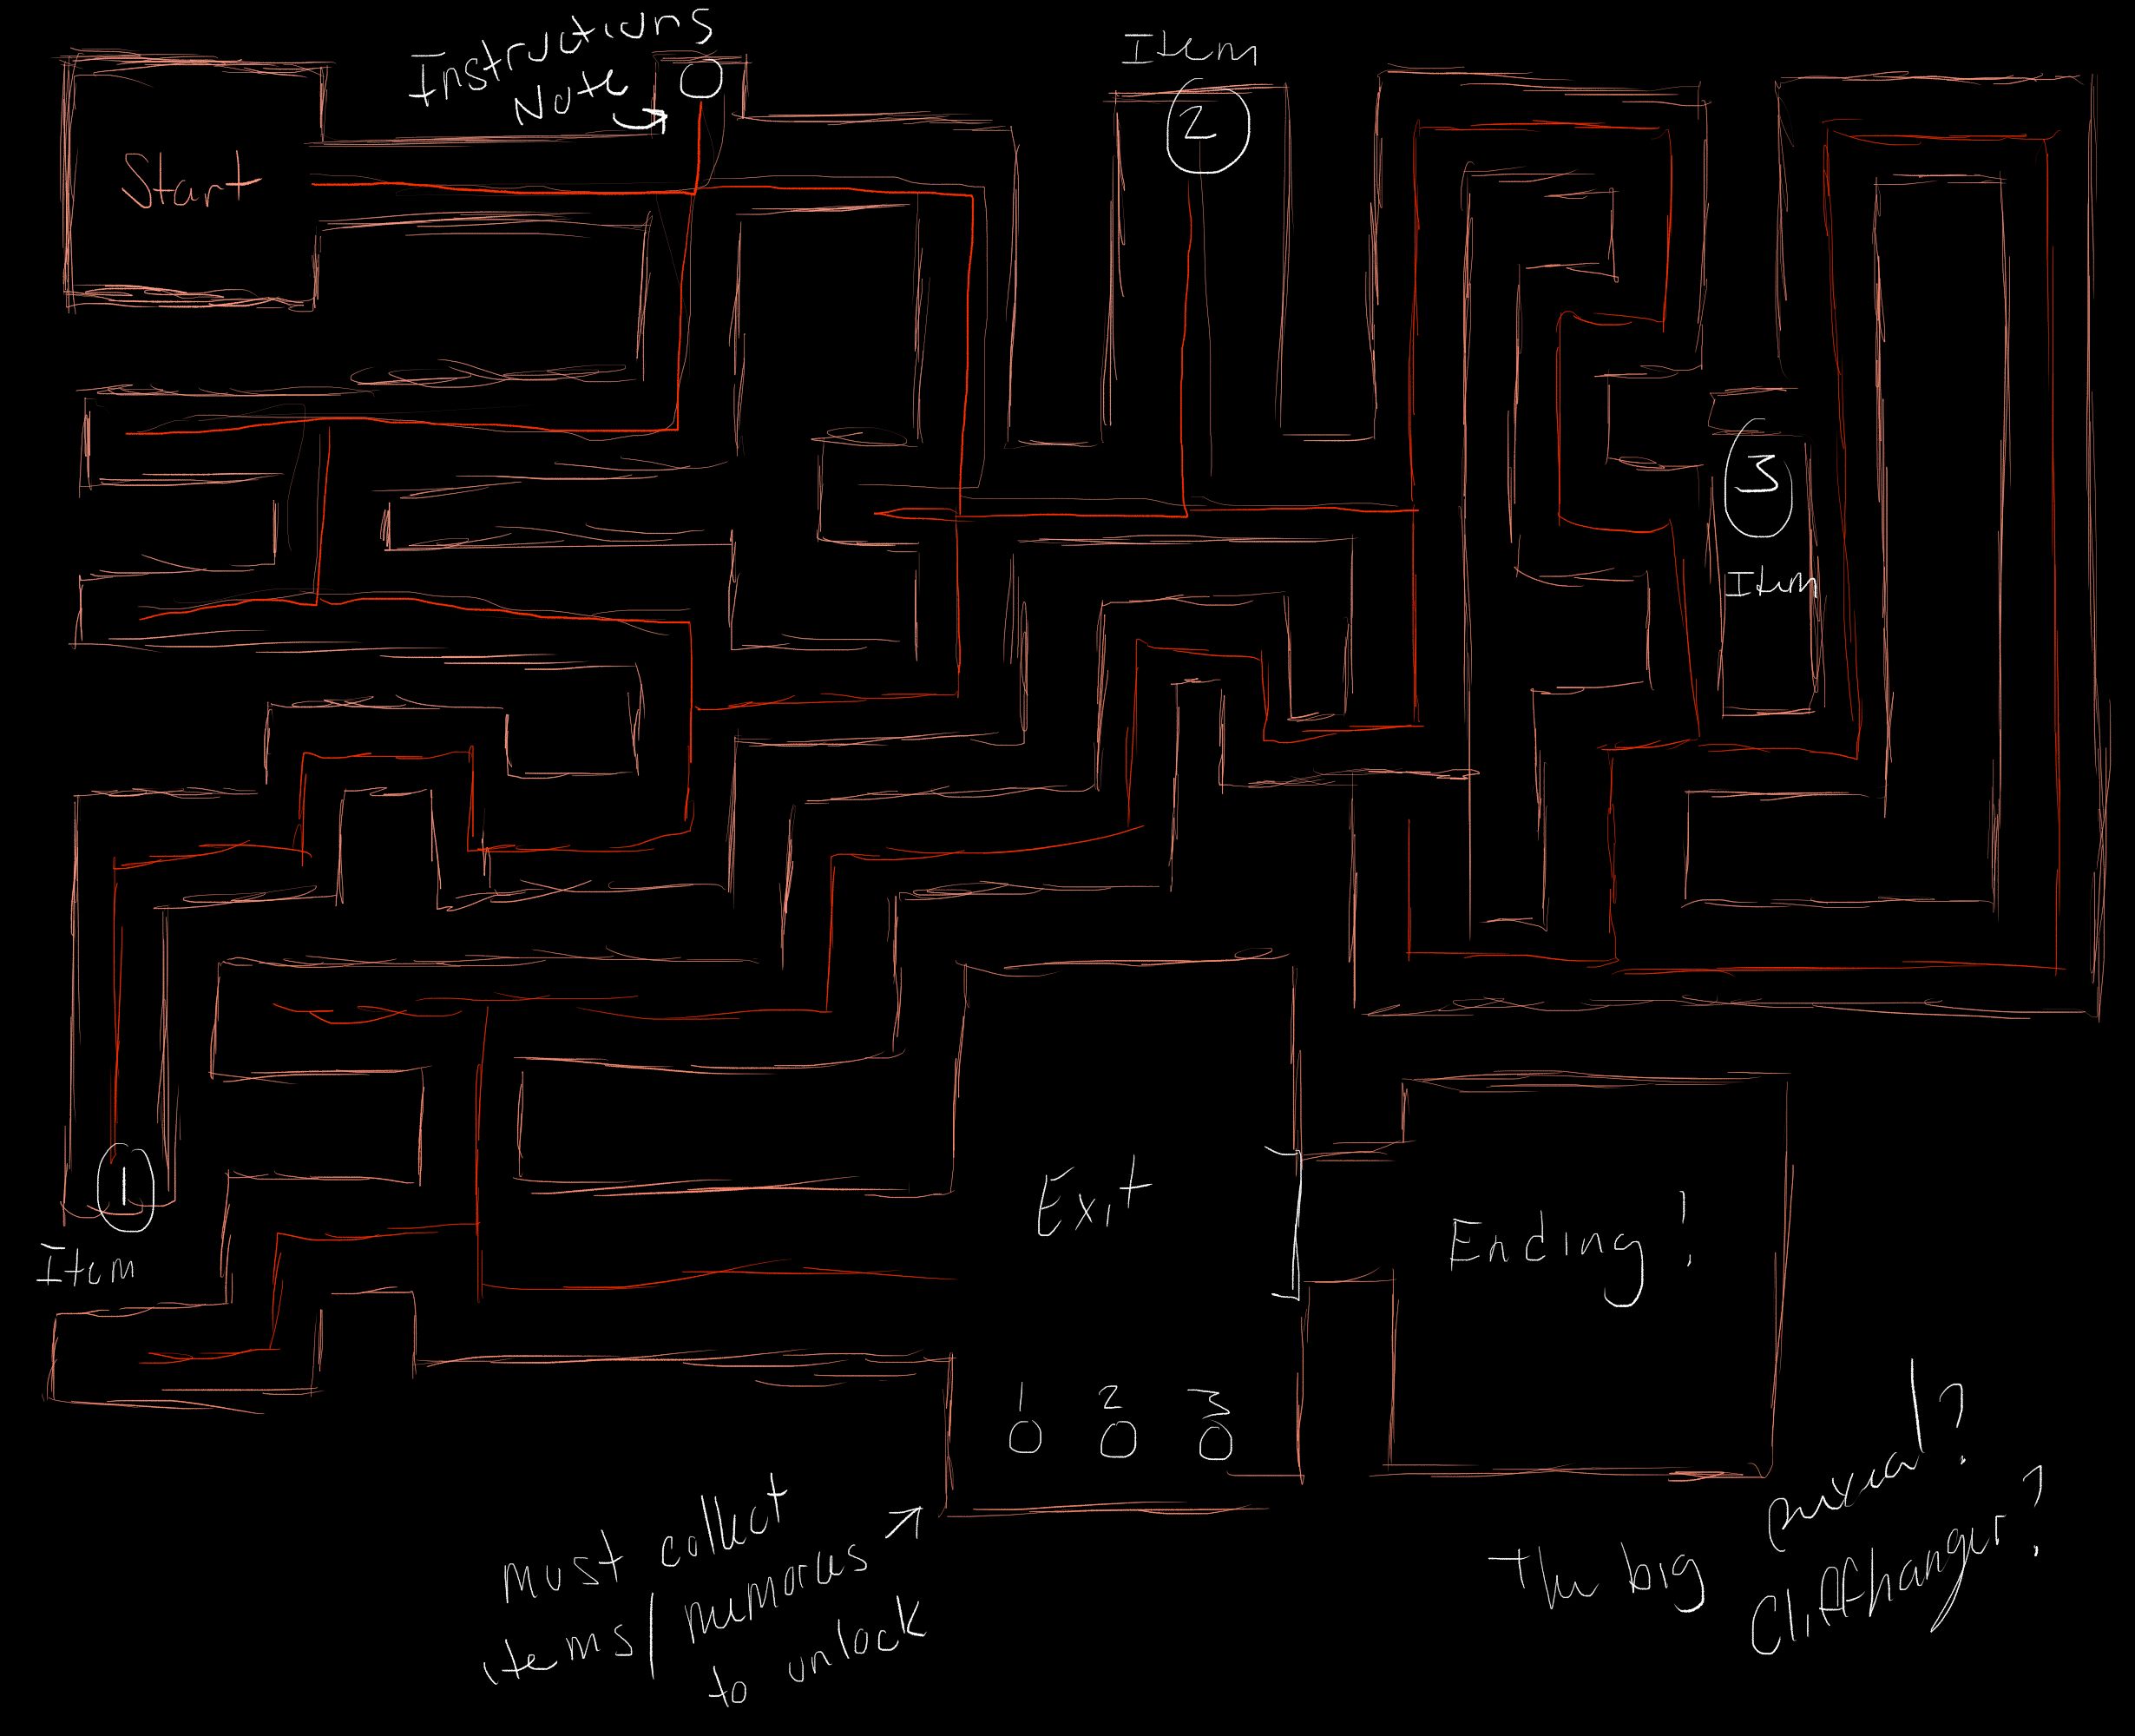 Instructions
Note
Item
2
Start
3
Item
1
Item
Exit
Ending!
1 2 3
must collect
items/memories
to unlock
The big reveal?
Cliffhanger?